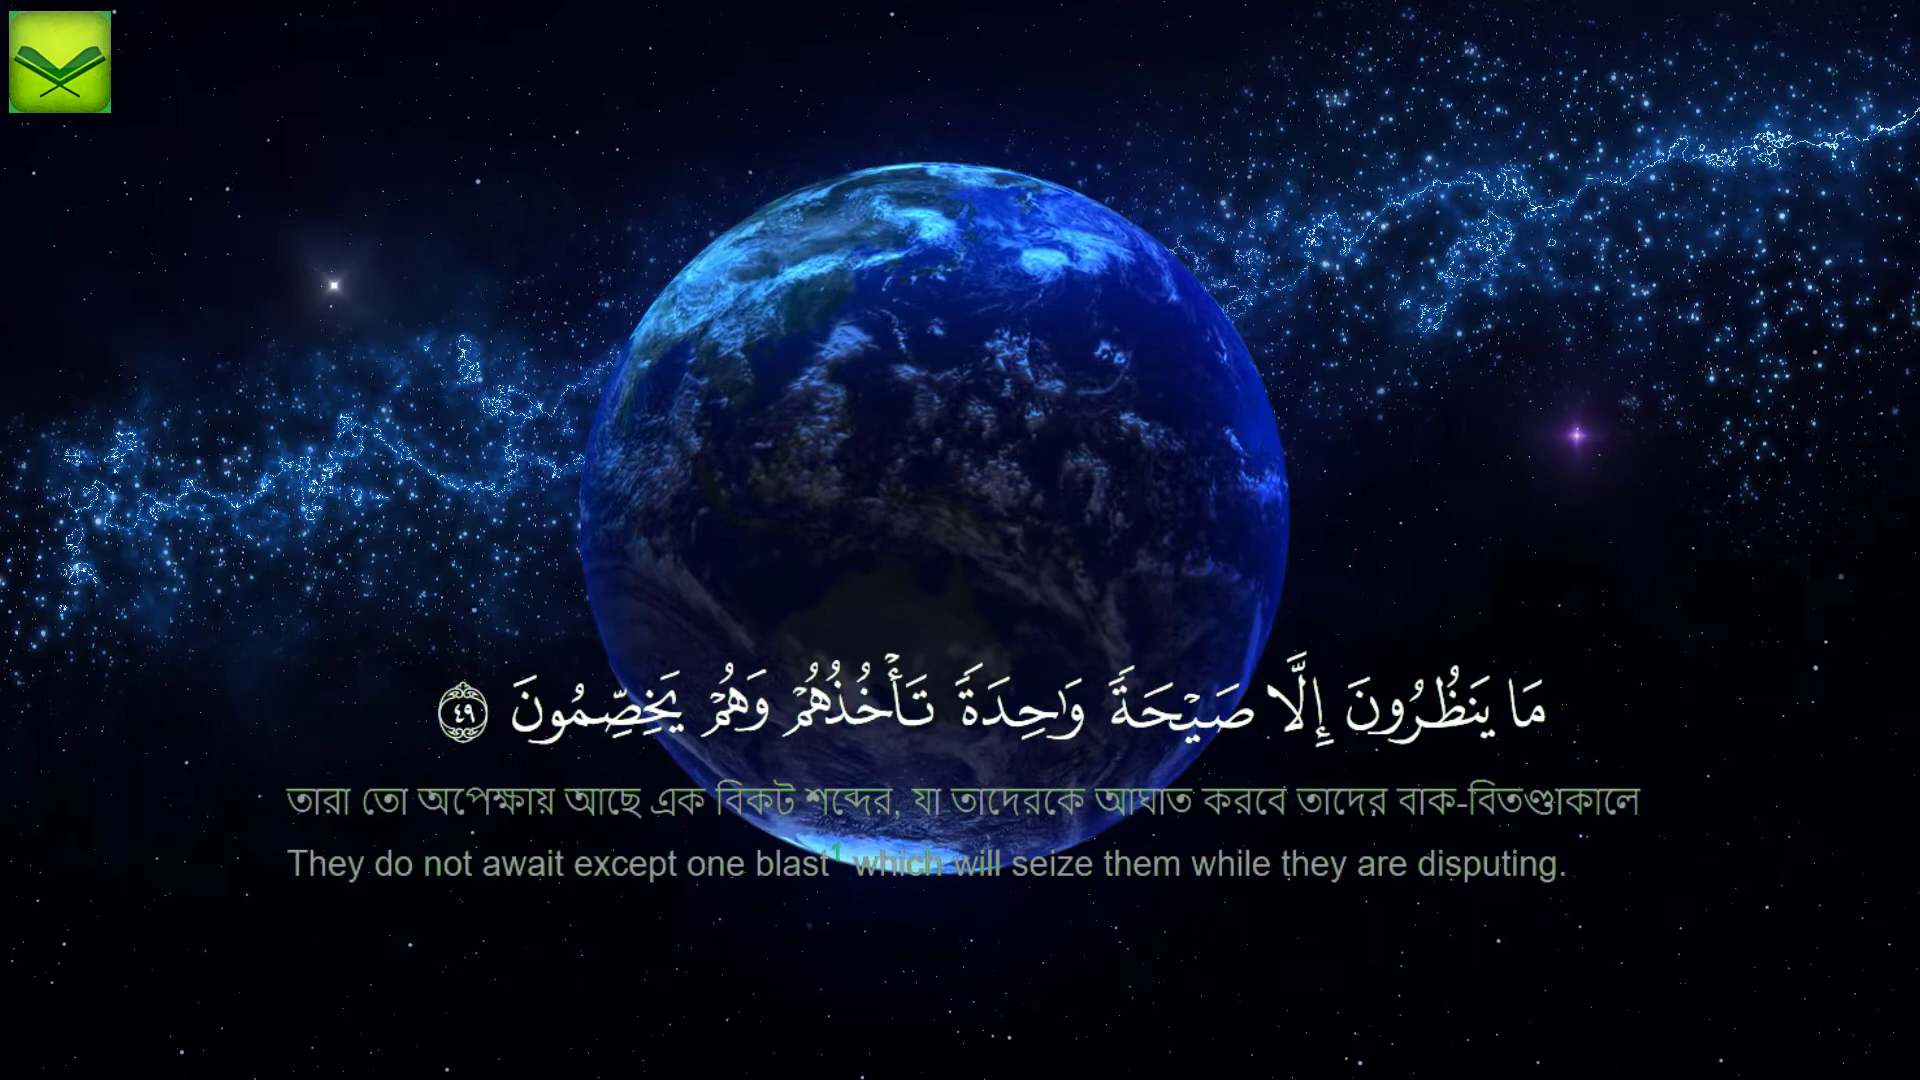 مَا يَنظُرُونَ إِلَّا صَيْحَةً وَٰحِدَةً تَأْخُذُهُمْ وَهُمْ يَخِصِّمُونَ ٤٩
তারা তো অপেক্ষায় আছে এক বিকট শব্দের, যা তাদেরকে আঘাত করবে তাদের বাক-বিতণ্ডাকালে
They do not await except one blast¹ which will seize them while they are disputing.